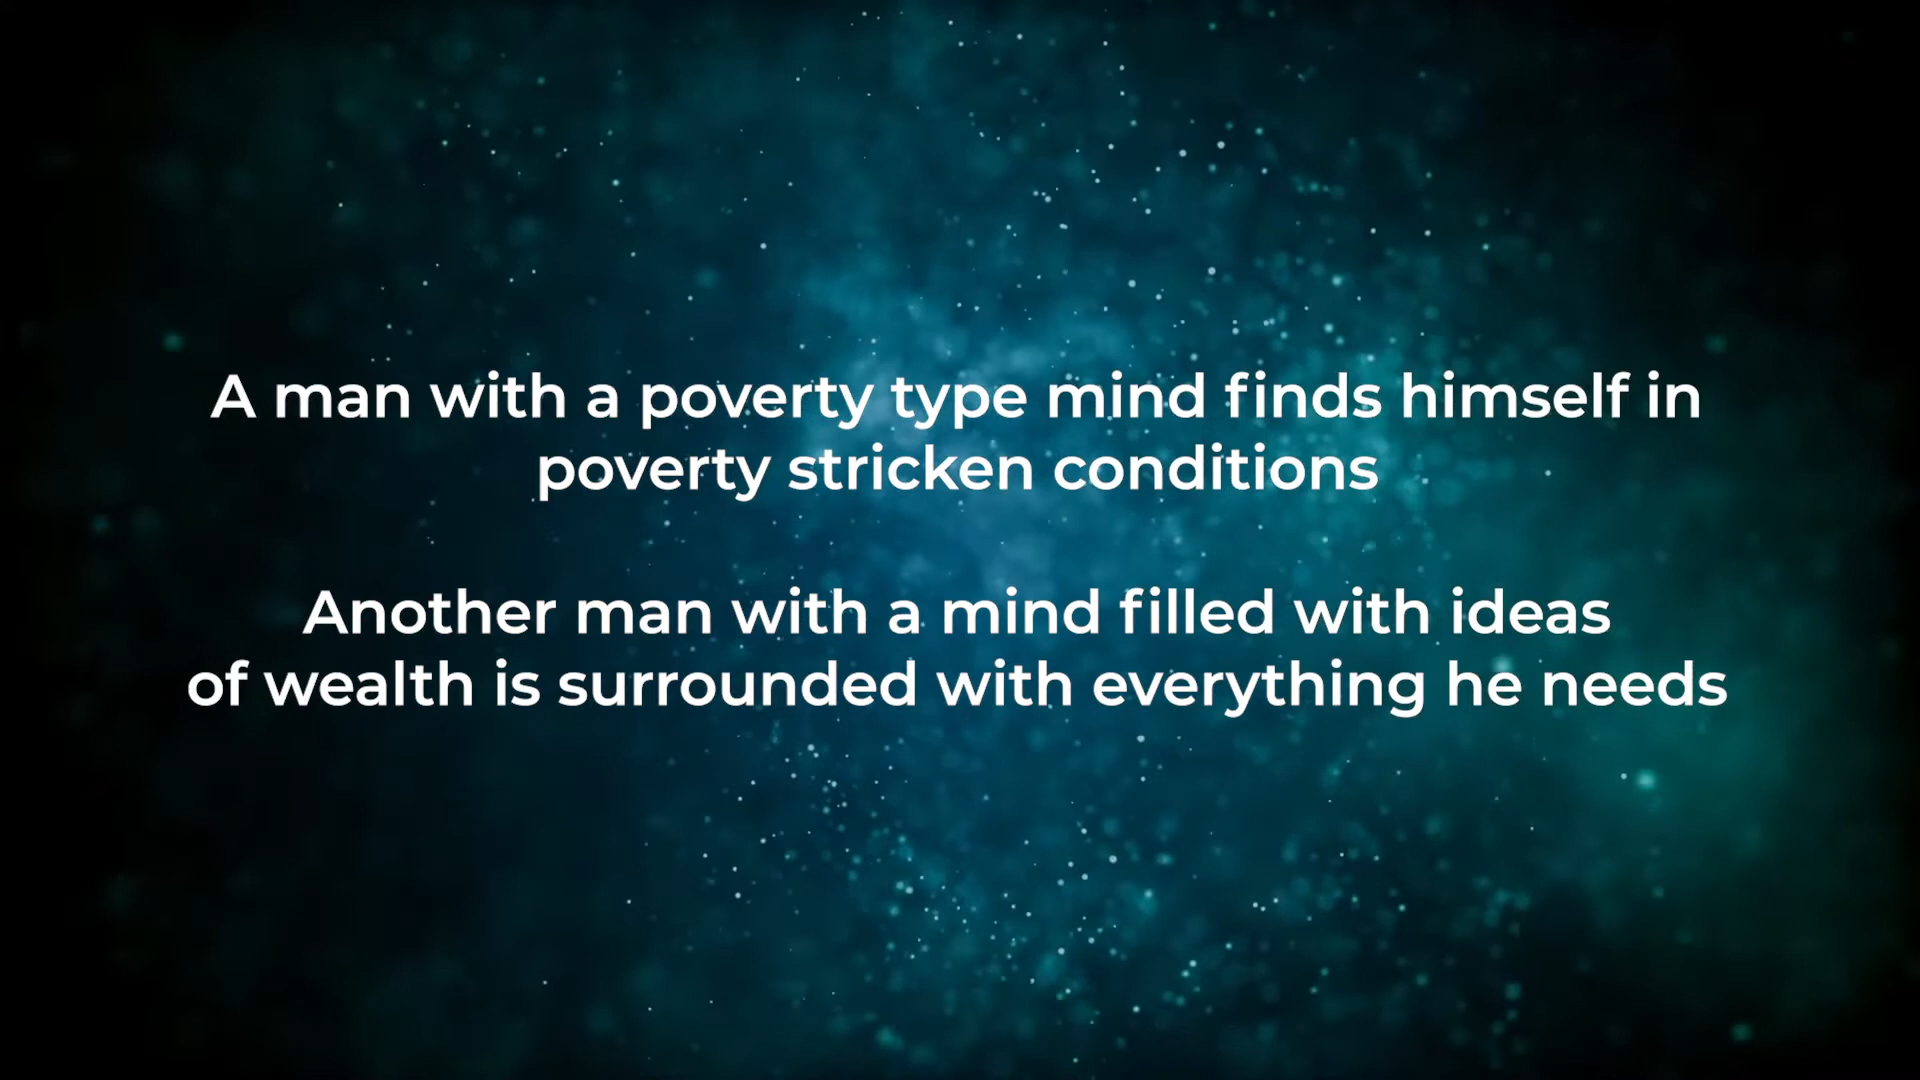 A man with a poverty type mind finds himself in
poverty stricken conditions
Another man with a mind filled with ideas
of wealth is surrounded with everything he needs